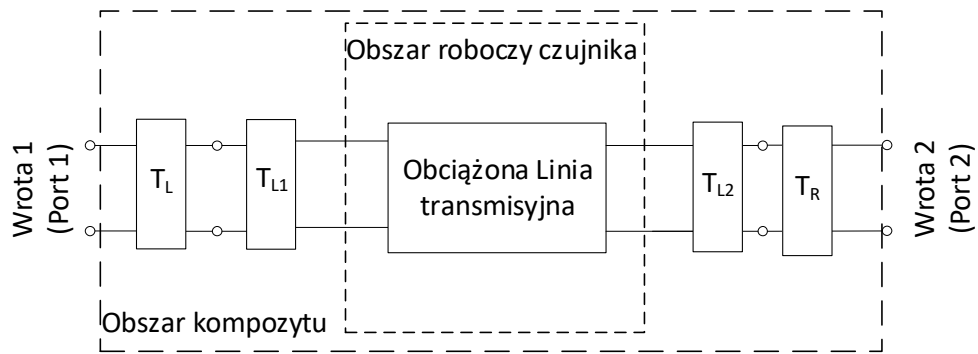 Obszar roboczy czujnika
Wrota 1
(Port 1)
T_L
T_L1
Obciążona Linia
transmisyjna
T_L2
T_R
Wrota 2
(Port 2)
Obszar kompozytu